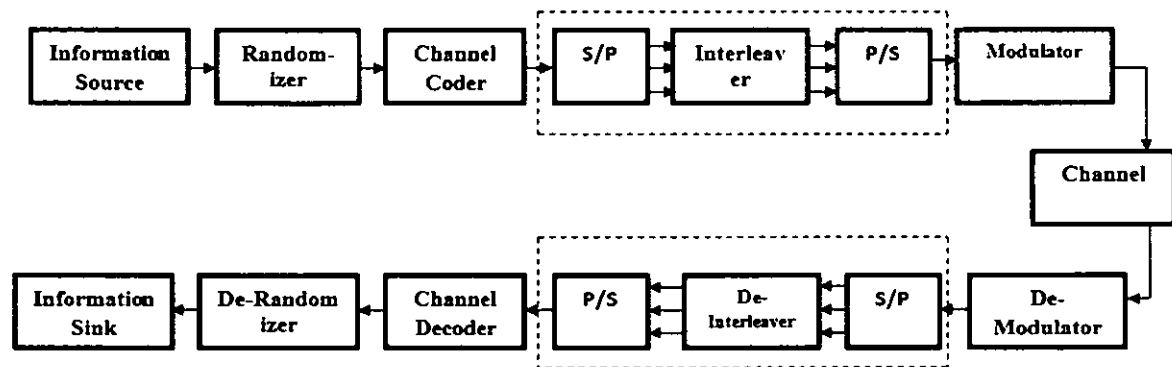 Information
Source
Random-
izer
Channel
Coder
S/P
Interleav
er
P/S
Modulator
Channel
De-
Modulator
S/P
De-
Interleaver
P/S
Channel
Decoder
De-Random
izer
Information
Sink